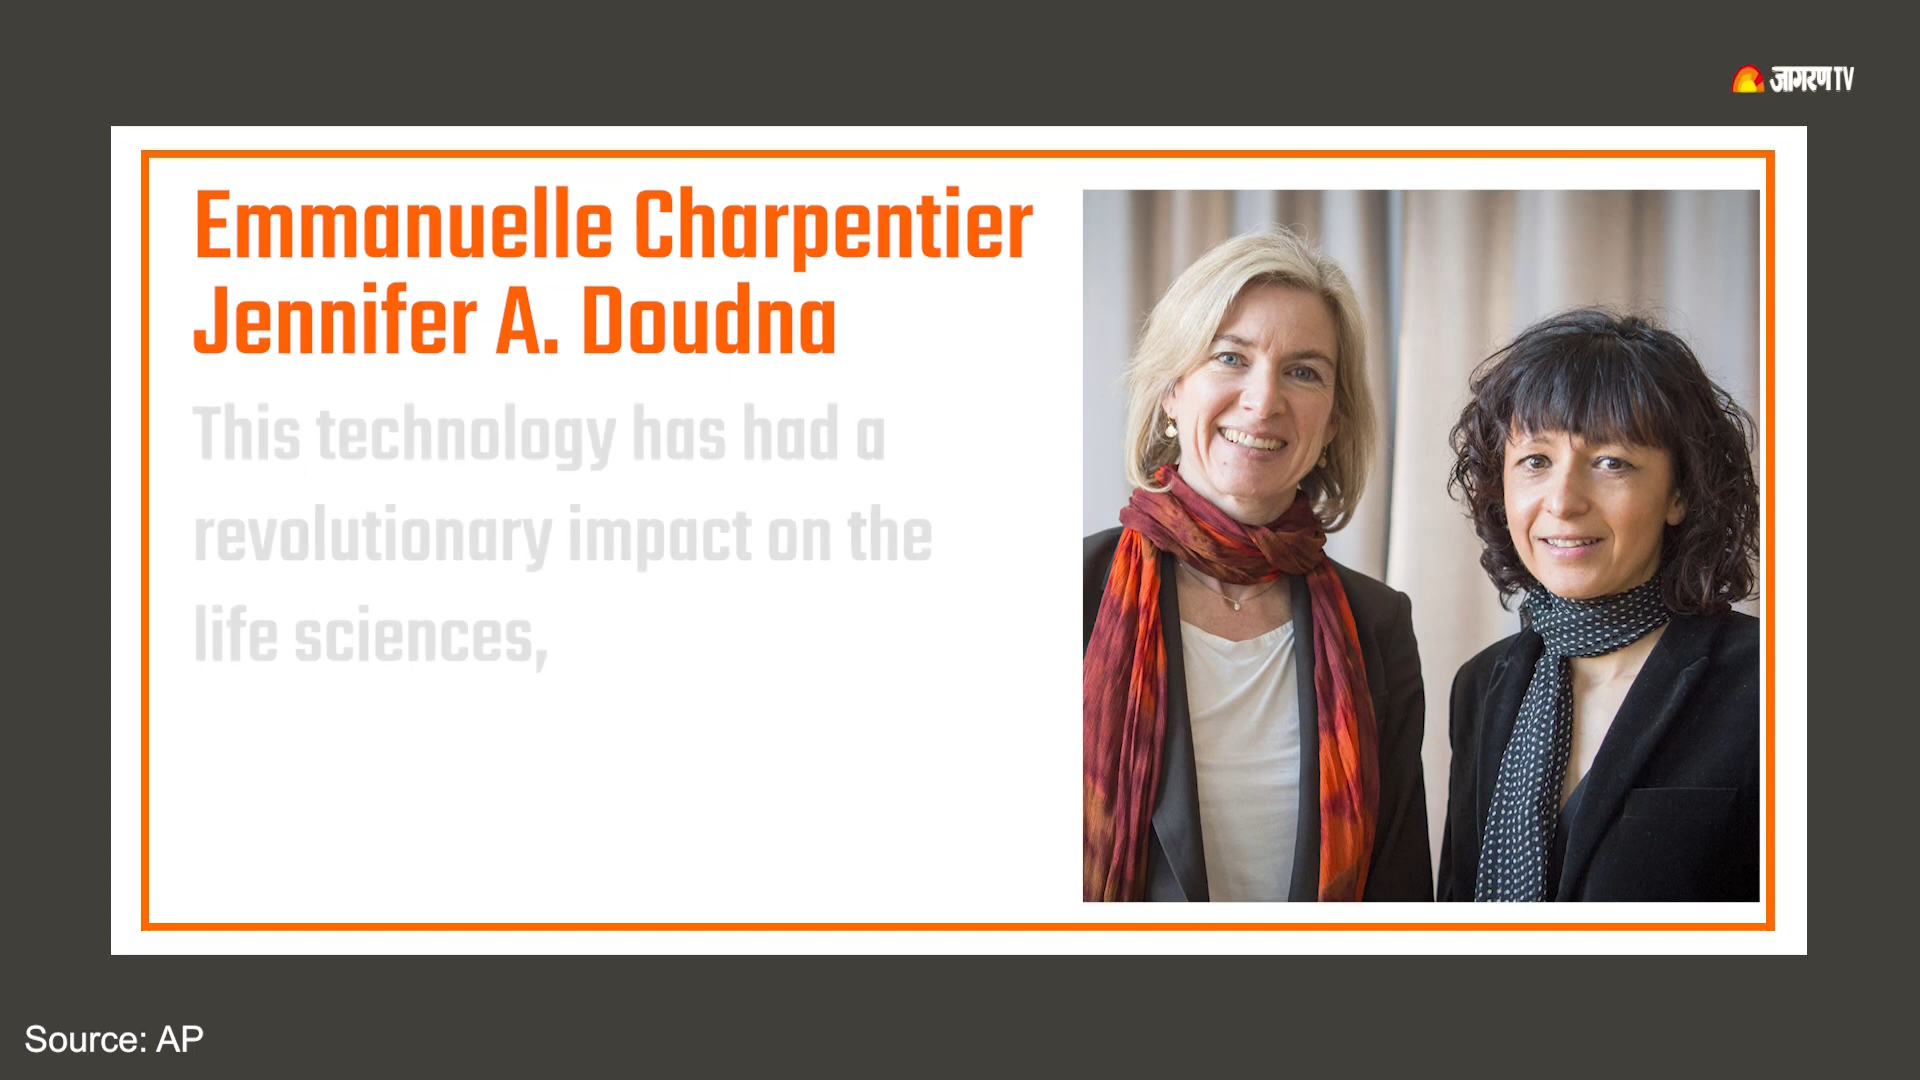 जागरण TV
Emmanuelle Charpentier
Jennifer A. Doudna
This technology has had a
revolutionary impact on the
life sciences,
Source: AP